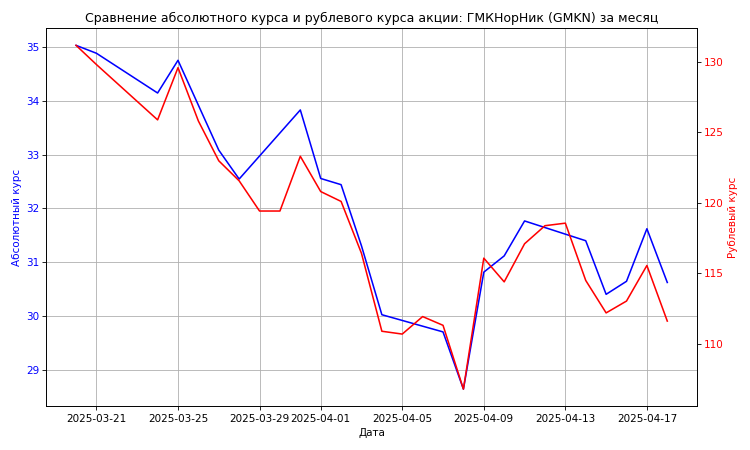 Сравнение абсолютного курса и рублевого курса акции: ГМКНорНик (GMKN) за месяц
35
34
33
32
31
30
29
Абсолютный курс
130
125
120
115
110
Рублевый курс
2025-03-21 2025-03-25 2025-03-29 2025-04-01 2025-04-05 2025-04-09 2025-04-13 2025-04-17
Дата